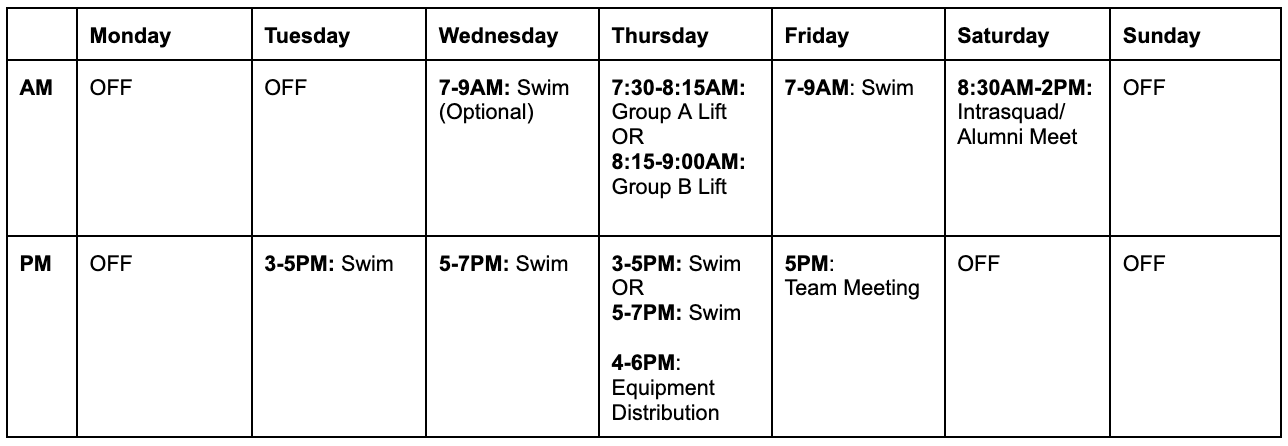 Monday Tuesday Wednesday Thursday Friday Saturday Sunday
AM
OFF
OFF
7-9AM: Swim
(Optional)
7:30-8:15AM:
Group A Lift
OR
8:15-9:00AM:
Group B Lift
7-9AM: Swim
8:30AM-2PM:
Intrasquad/
Alumni Meet
OFF
PM
OFF
3-5PM: Swim
5-7PM: Swim
3-5PM: Swim
OR
5-7PM: Swim
4-6PM:
Equipment
Distribution
5PM:
Team Meeting
OFF
OFF